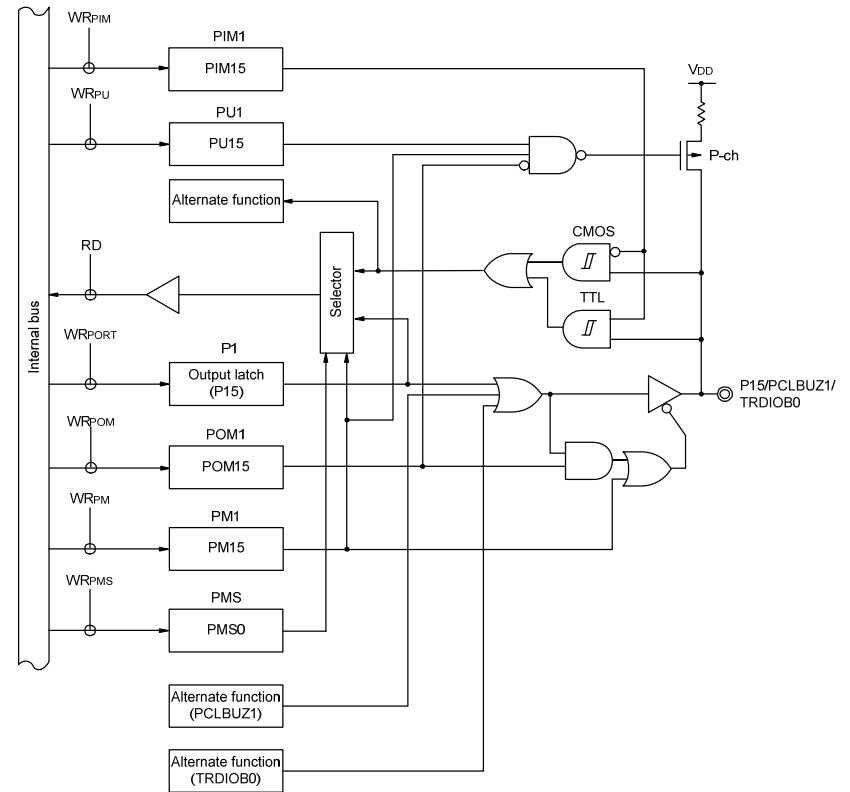 WRPIM
PIM1
PIM15
WRPU
PU1
PU15
VDD
P-ch
Alternate function
RD
Selector
CMOS
TTL
Internal bus
WRPORT
P1
Output latch
(P15)
P15/PCLBUZ1/
TRDIOB0
WRPOM
POM1
POM15
WRPM
PM1
PM15
WRPMS
PMS
PMS0
Alternate function
(PCLBUZ1)
Alternate function
(TRDIOB0)